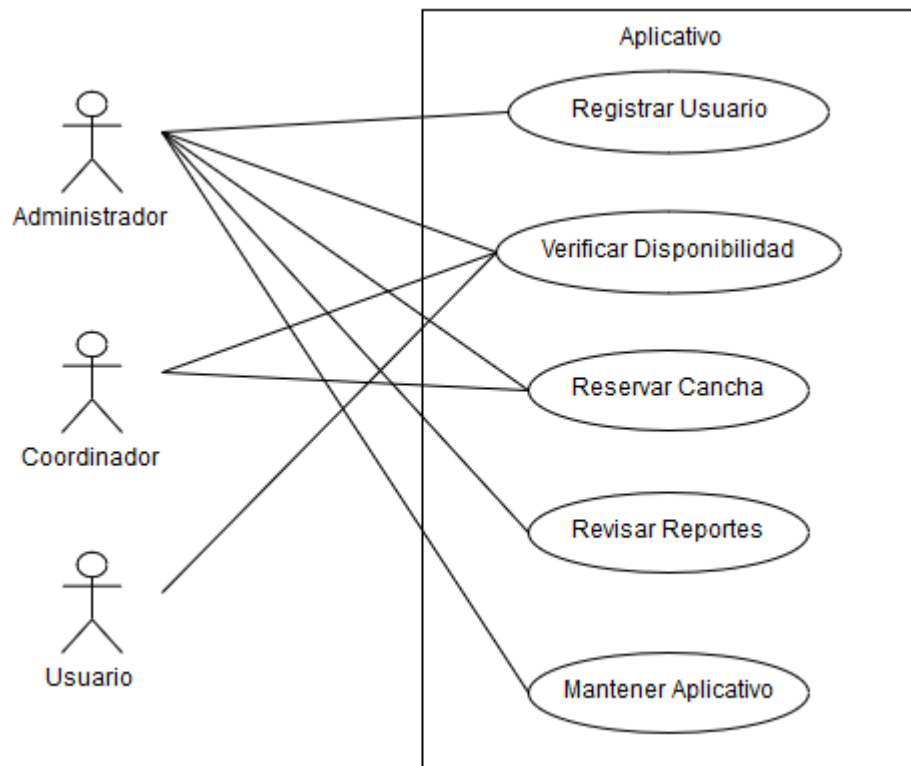 Aplicativo
Registrar Usuario
Administrador
Verificar Disponibilidad
Reservar Cancha
Coordinador
Revisar Reportes
Usuario
Mantener Aplicativo